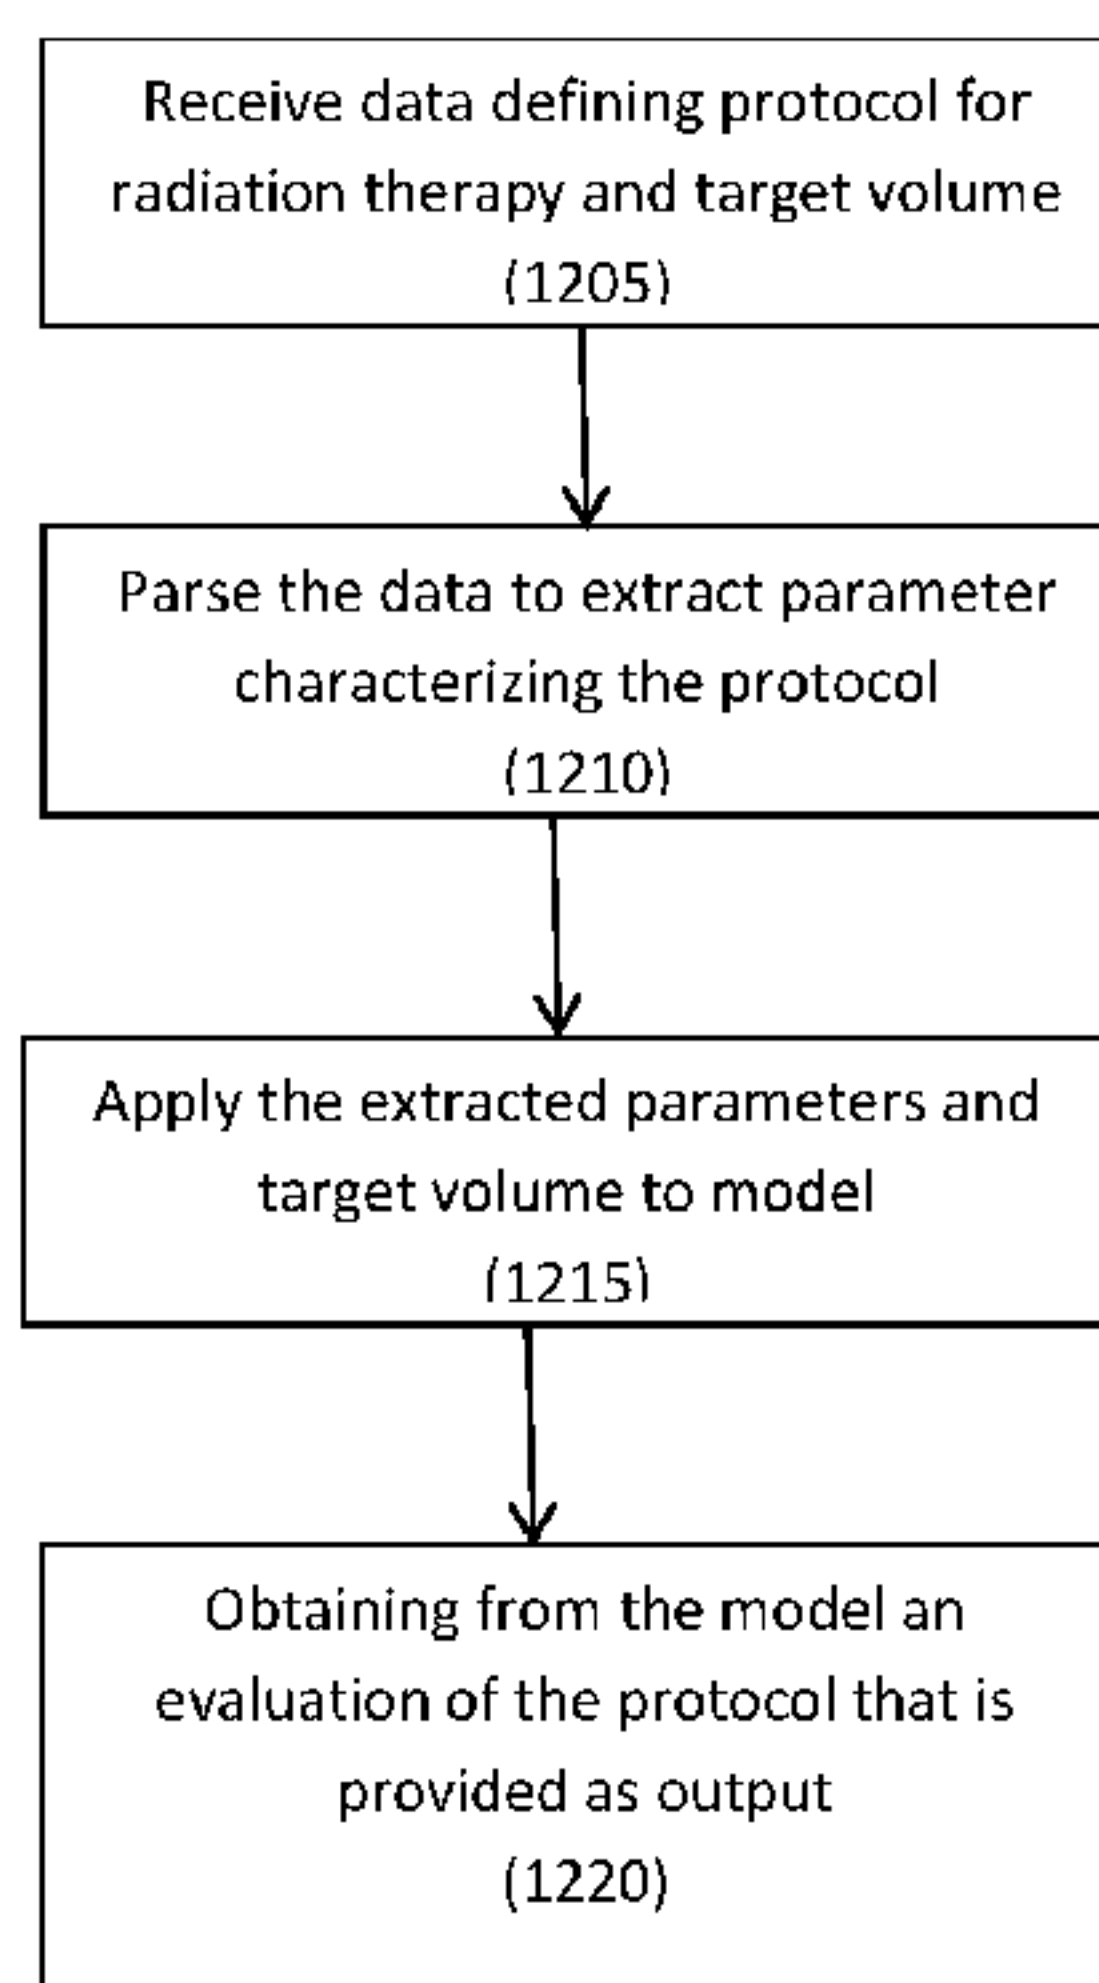 Receive data defining protocol for
radiation therapy and target volume
(1205)
Parse the data to extract parameter
characterizing the protocol
(1210)
Apply the extracted parameters and
target volume to model
(1215)
Obtaining from the model an
evaluation of the protocol that is
provided as output
(1220)